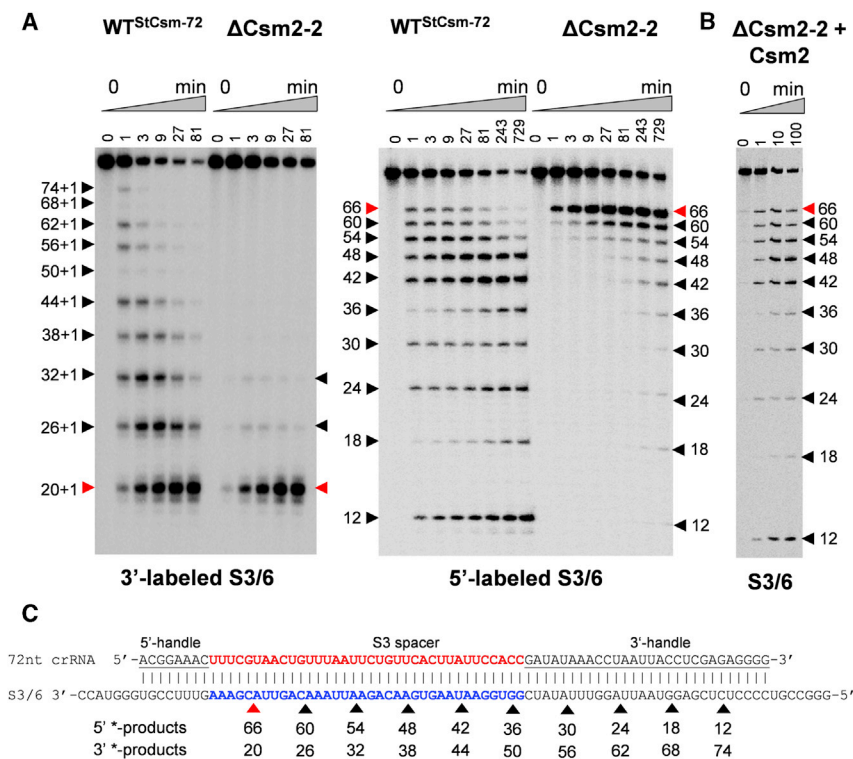 A
B
WTStCsm-72
ΔCsm2-2
WTStCsm-72
ΔCsm2-2
ΔCsm2-2 + Csm2
0 min 0 min
0 min 0 min
0 min
0 1 3 9 27 81 0 1 3 9 27 81
0 1 3 9 27 81 243 729 0 1 3 9 27 81 243 729
0 1 10 100
74+1
68+1
62+1
56+1
50+1
44+1
38+1
32+1
26+1
20+1
66
60
54
48
42
36
30
24
18
12
66
60
54
48
42
36
30
24
18
12
66
60
54
48
42
36
30
24
18
12
3’-labeled S3/6
5’-labeled S3/6
S3/6
C
5’-handle S3 spacer 3’-handle
72nt crRNA 5’-ACGGAAACUUUCGUAACUGUUUAAUUCUGUUCACUUAUUCCACCGAUAUAAACCUAAUUACCUCGAGAGGGG-3’
S3/6 3’-CCAUGGGUGCCUUUGAAAGCAUUGACAAAUUAAGACAAGUGAAUAAGGUGGCUAUAUUUGGAUUAAUGGAGCUCUCCCCUGCCGGG-5’
5’ *-products 66 60 54 48 42 36 30 24 18 12
3’ *-products 20 26 32 38 44 50 56 62 68 74